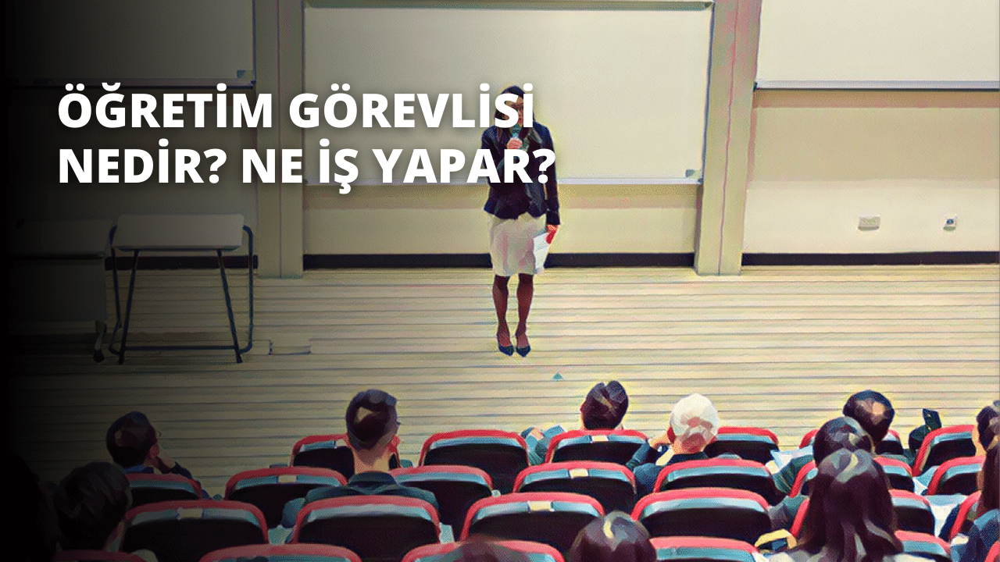 ÖĞRETİM GÖREVLİSİ
NEDİR? NE İŞ YAPAR?